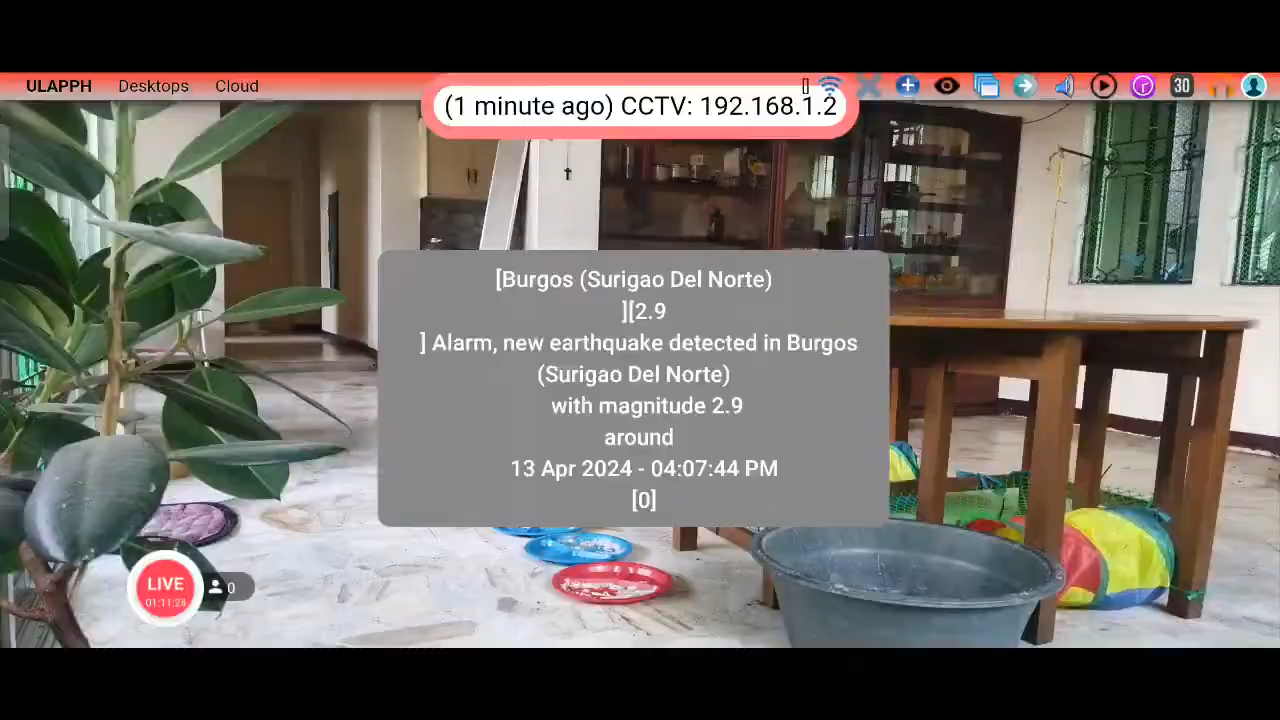 ULAPPH Desktops Cloud
(1 minute ago) CCTV: 192.168.1.2
30
[Burgos (Surigao Del Norte)
][2.9
] Alarm, new earthquake detected in Burgos
(Surigao Del Norte)
with magnitude 2.9
around
13 Apr 2024 - 04:07:44 PM
[0]
LIVE
01:11:28
0